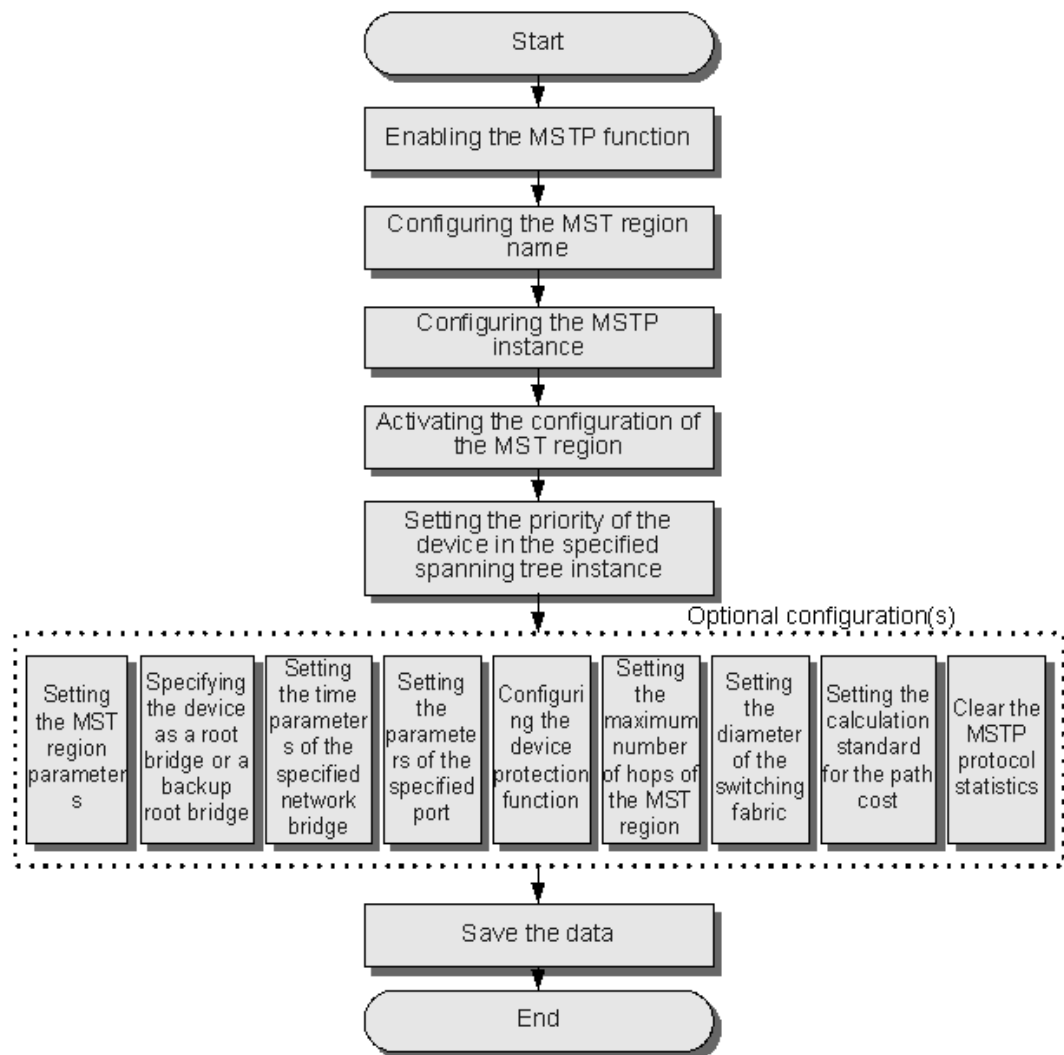 Start
Enabling the MSTP function
Configuring the MST region
name
Configuring the MSTP
instance
Activating the configuration of
the MST region
Setting the priority of the
device in the specified
spanning tree instance
Optional configuration(s)
Setting
the MST
region
parameter
s
Specifying
the device
as a root
bridge or a
backup
root bridge
Setting
the time
parameter
s of the
specified
network
bridge
Setting
the
parame
ters of the
specified
port
Configuri
ng the
device
protection
function
Setting
the
maximum
number
of hops of
the MST
region
Setting
the
diameter
of the
switching
fabric
Setting the
calculation
standard
for the path
cost
Clear the
MSTP
protocol
statistics
Save the data
End